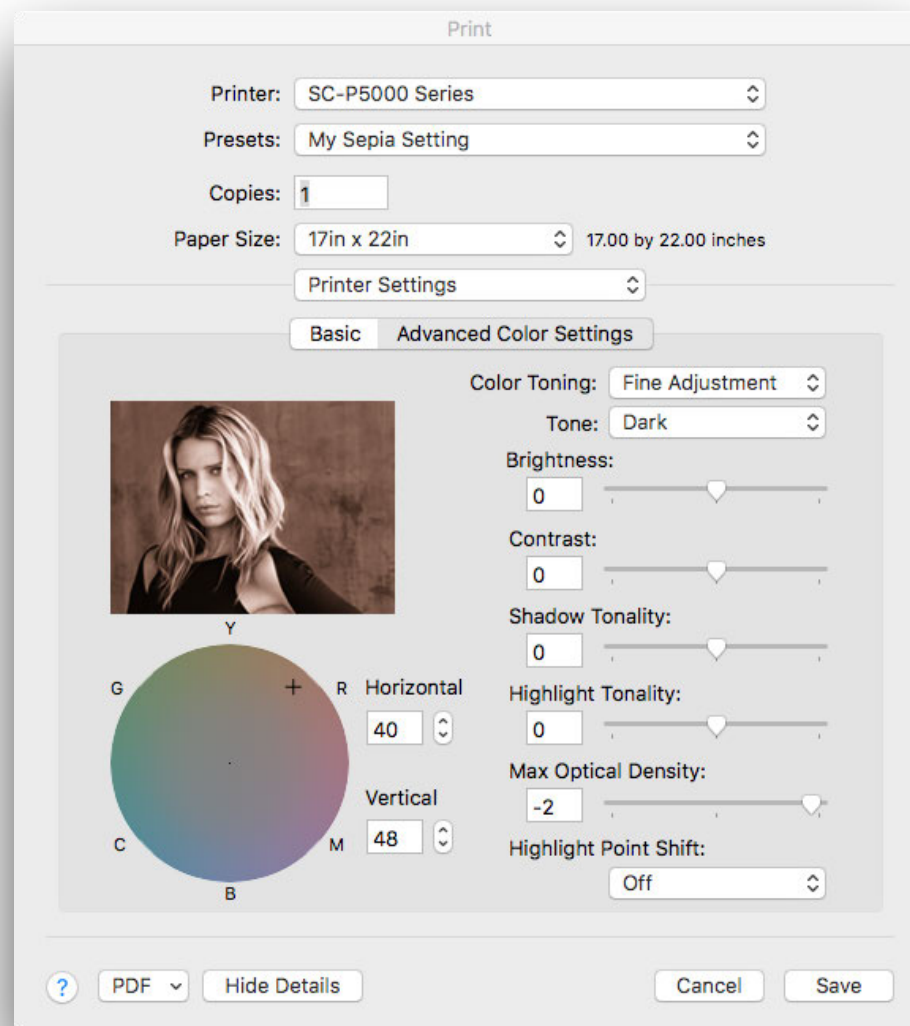 Print
Printer: SC-P5000 Series
Presets: My Sepia Setting
Copies: 1
Paper Size: 17in x 22in 17.00 by 22.00 inches
Printer Settings
Basic Advanced Color Settings
Color Toning: Fine Adjustment
Tone: Dark
Brightness:
0
Contrast:
0
Shadow Tonality:
0
Y
G R
C M
B
Horizontal
40
Vertical
48
Highlight Tonality:
0
Max Optical Density:
-2
Highlight Point Shift:
Off
? PDF Hide Details Cancel Save